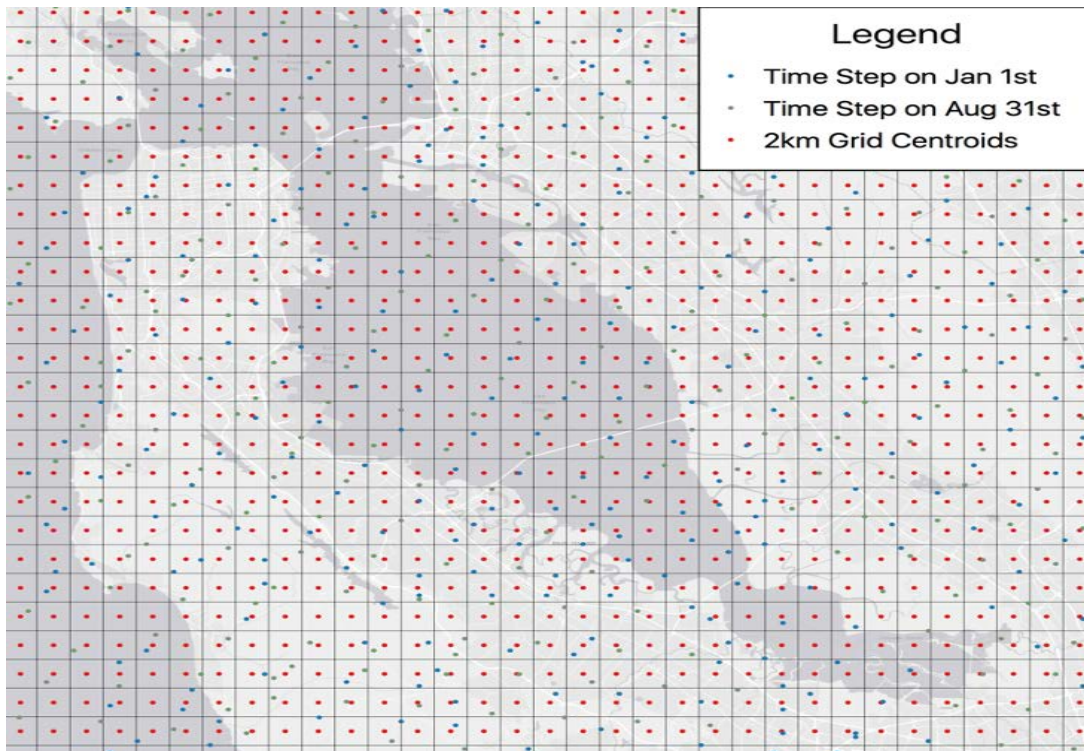 Legend
Time Step on Jan 1st
Time Step on Aug 31st
2km Grid Centroids